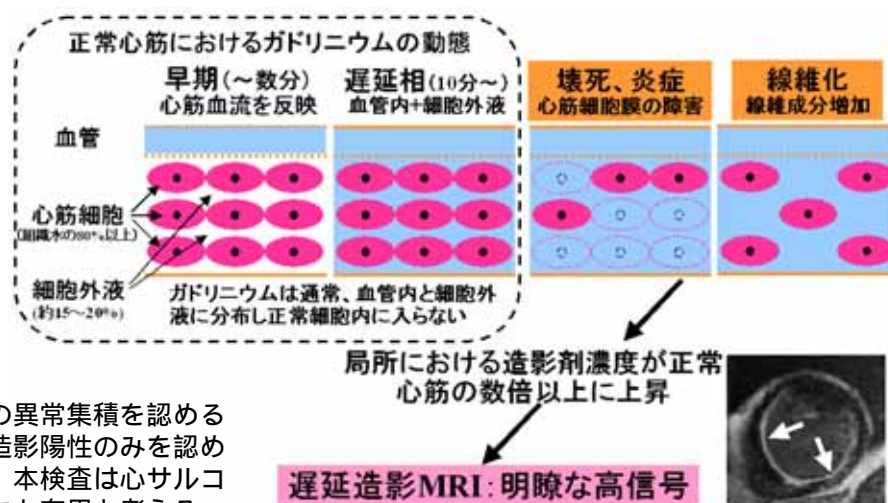 正常心筋におけるガドリニウムの動態
早期(～数分)
心筋血流を反映
遅延相(10分～)
血管内+細胞外液
壊死、炎症
心筋細胞膜の障害
線維化
線維成分増加
血管
心筋細胞
(組織水の80%以上)
細胞外液
(約15～20%)
ガドリニウムは通常、血管内と細胞外
液に分布し正常細胞内に入らない
局所における造影剤濃度が正常
心筋の数倍以上に上昇
の異常集積を認める
造影陽性のみを認め
本検査は心サルコ
遅延造影MRI:明瞭な高信号